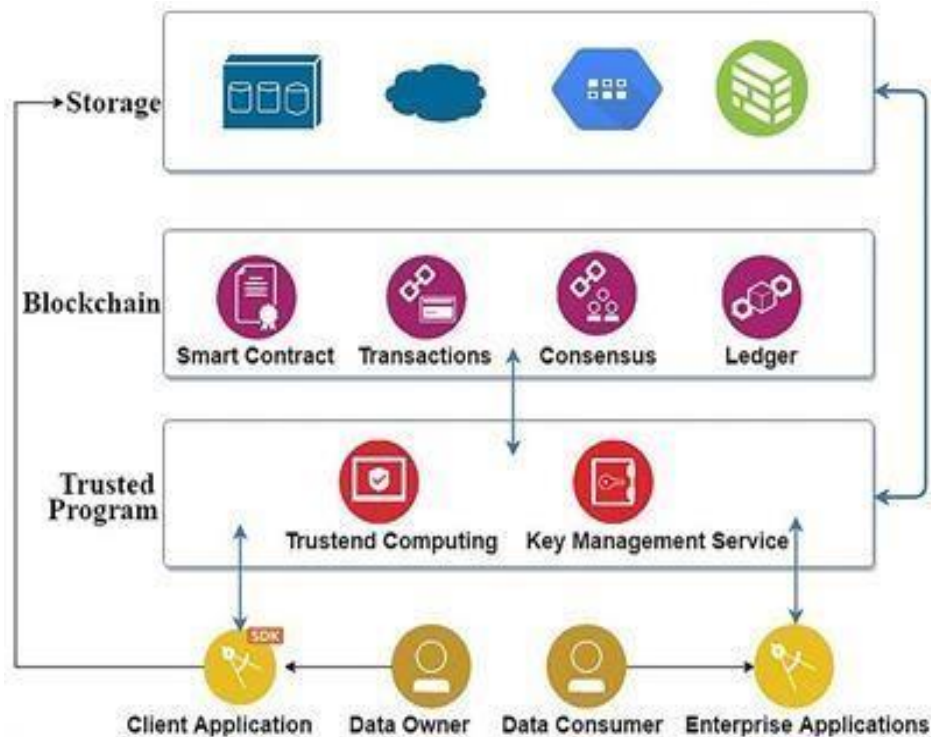 Storage
Blockchain
Smart Contract
Transactions
Consensus
Ledger
Trusted
Program
Trustend Computing
Key Management Service
SDK
Client Application
Data Owner
Data Consumer
Enterprise Applications